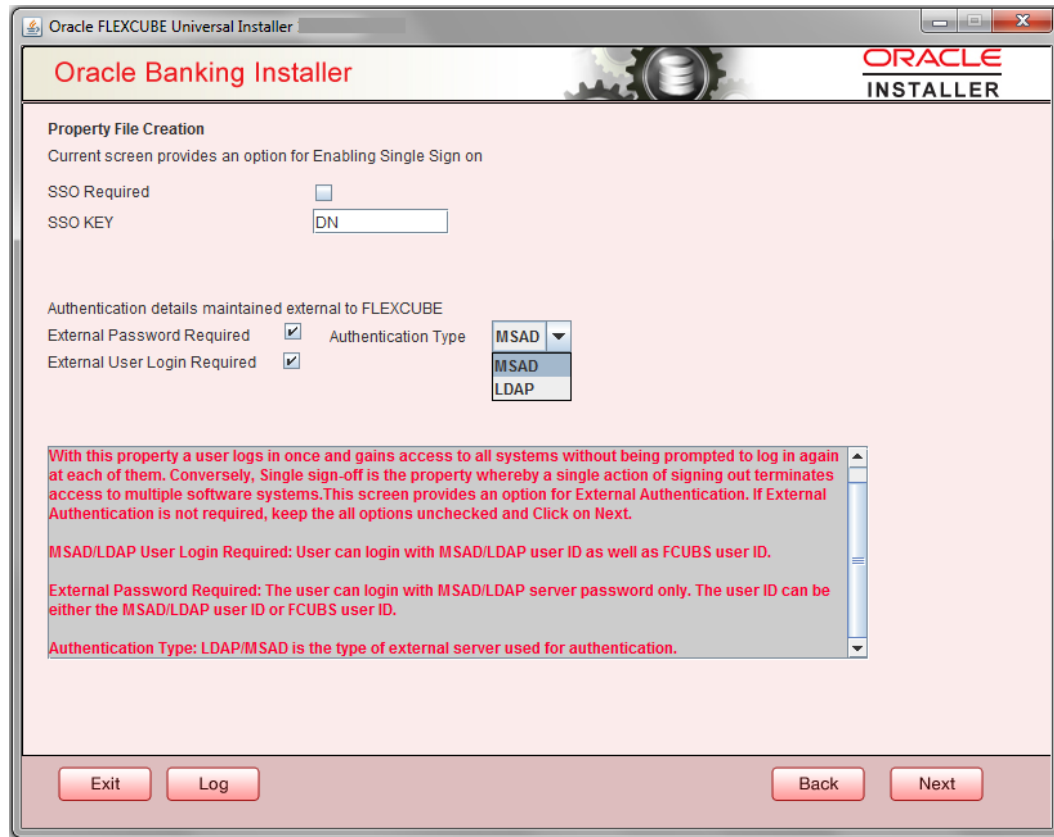 Oracle FLEXCUBE Universal Installer
Oracle Banking Installer
ORACLE
INSTALLER
Property File Creation
Current screen provides an option for Enabling Single Sign on
SSO Required
SSO KEY DN
Authentication details maintained external to FLEXCUBE
External Password Required Authentication Type MSAD
External User Login Required
MSAD
LDAP
With this property a user logs in once and gains access to all systems without being prompted to log in again
at each of them. Conversely, Single sign-off is the property whereby a single action of signing out terminates
access to multiple software systems.This screen provides an option for External Authentication. If External
Authentication is not required, keep the all options unchecked and Click on Next.
MSAD/LDAP User Login Required: User can login with MSAD/LDAP user ID as well as FCUBS user ID.
External Password Required: The user can login with MSAD/LDAP server password only. The user ID can be
either the MSAD/LDAP user ID or FCUBS user ID.
Authentication Type: LDAP/MSAD is the type of external server used for authentication.
Exit Log Back Next